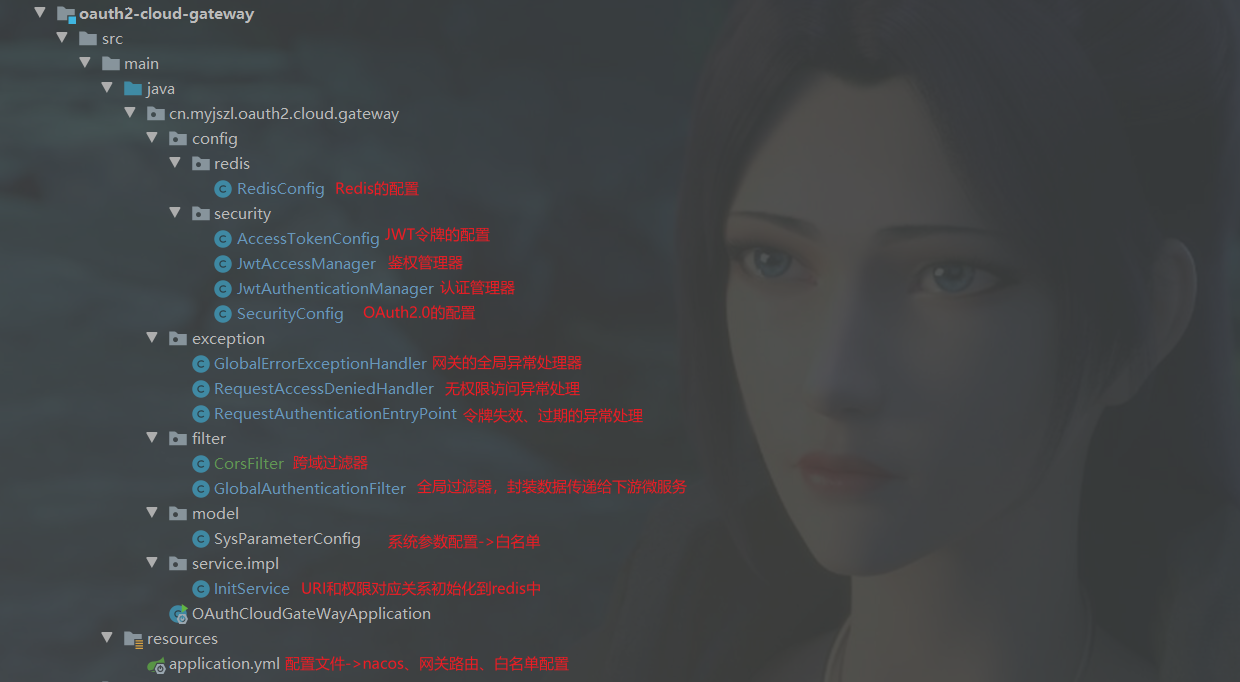 oauth2-cloud-gateway
src
main
java
cn.myjszl.oauth2.cloud.gateway
config
redis
RedisConfig Redis的配置
security
AccessTokenConfig JWT令牌的配置
JwtAccessManager 鉴权管理器
JwtAuthenticationManager 认证管理器
SecurityConfig OAuth2.0的配置
exception
GlobalErrorExceptionHandler 网关的全局异常处理器
RequestAccessDeniedHandler 无权限访问异常处理
RequestAuthenticationEntryPoint 令牌失效、过期的异常处理
filter
CorsFilter 跨域过滤器
GlobalAuthenticationFilter 全局过滤器，封装数据传递给下游微服务
model
SysParameterConfig 系统参数配置->白名单
service.impl
InitService URI和权限对应关系初始化到redis中
OAuthCloudGateWayApplication
resources
application.yml 配置文件->nacos、网关路由、白名单配置